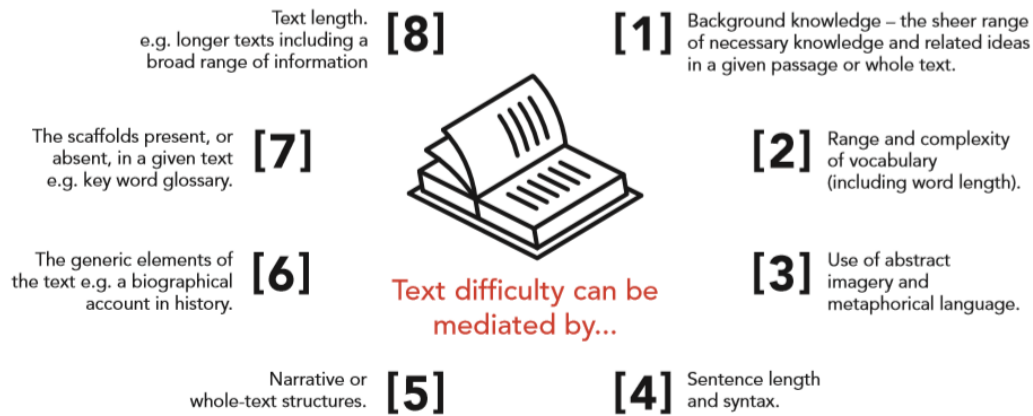 Text length.
e.g. longer texts including a
broad range of information
[8]
[1]
Background knowledge – the sheer range
of necessary knowledge and related ideas
in a given passage or whole text.
The scaffolds present, or
absent, in a given text
e.g. key word glossary.
[7]
[2]
Range and complexity
of vocabulary
(including word length).
The generic elements of
the text e.g. a biographical
account in history.
[6]
[3]
Use of abstract
imagery and
metaphorical language.
Text difficulty can be
mediated by...
Narrative or
whole-text structures.
[5]
[4]
Sentence length
and syntax.